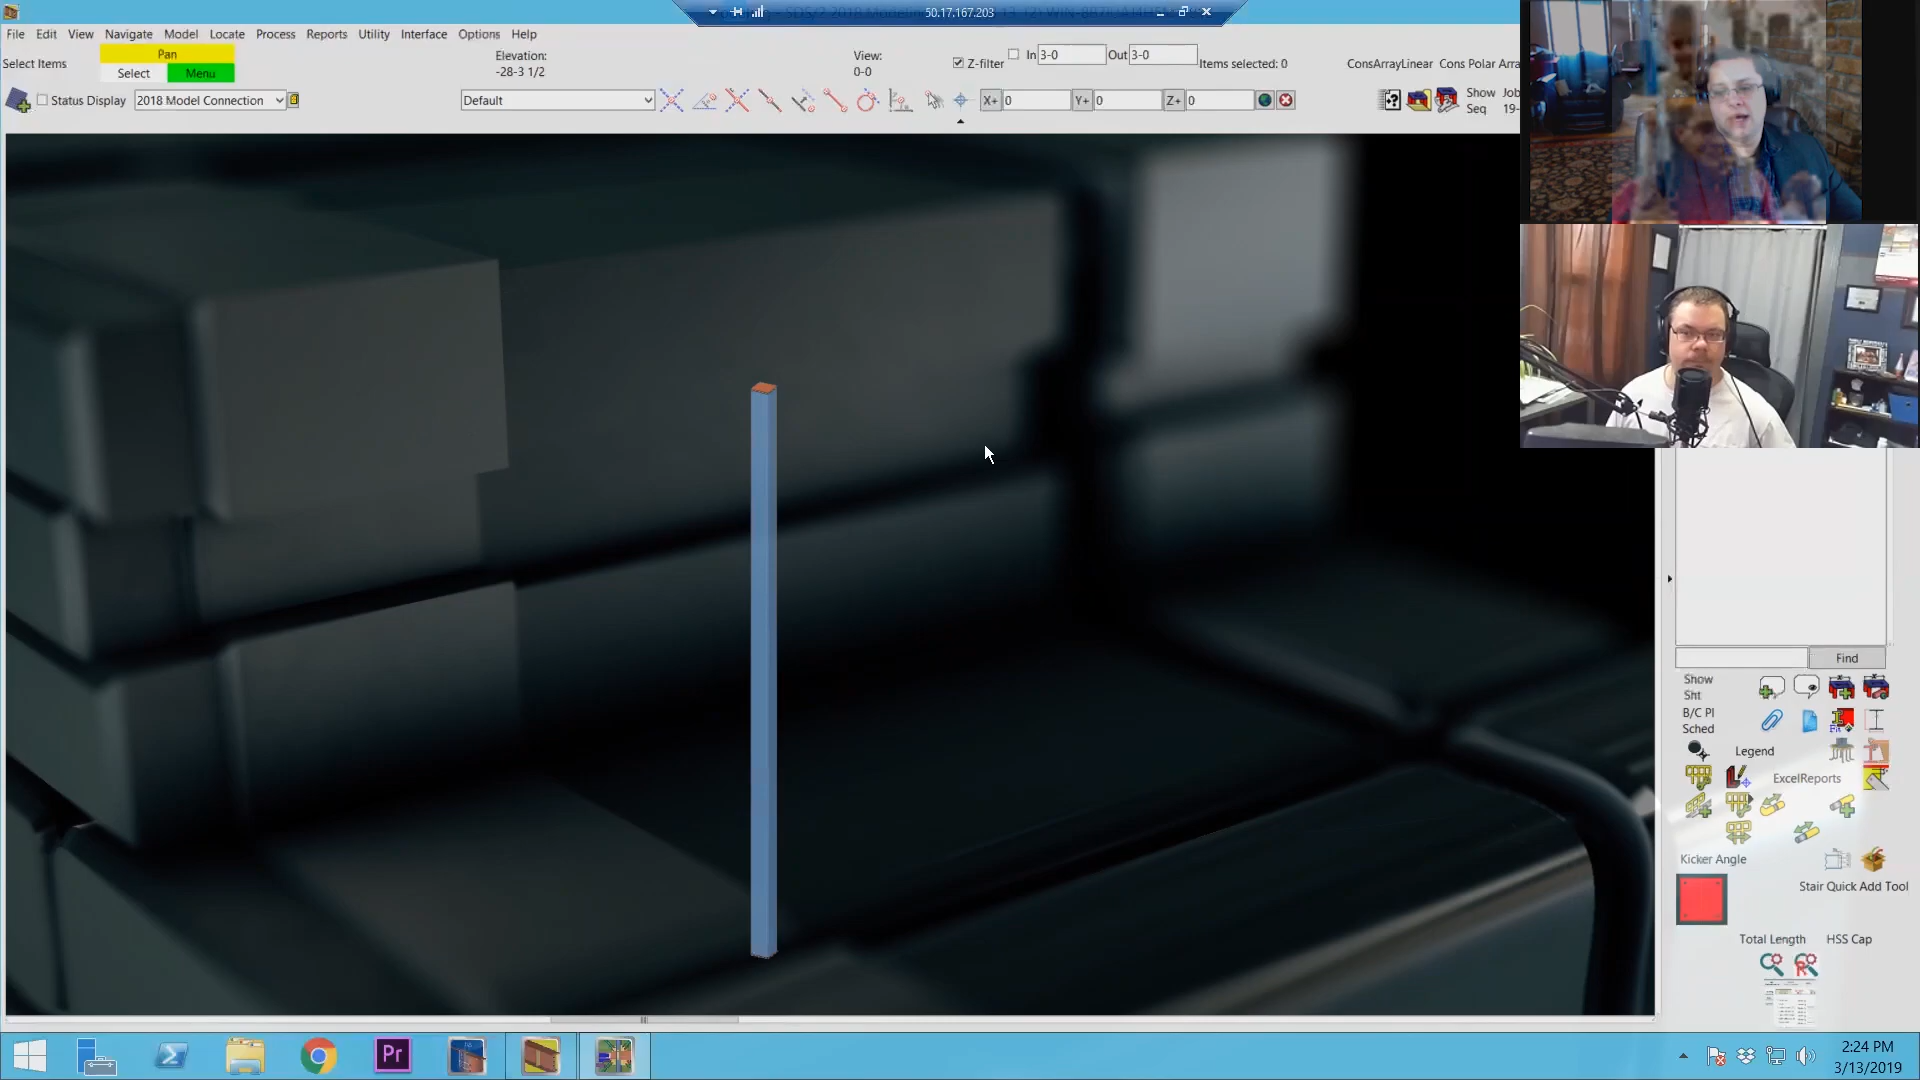 50.17.167.203
File Edit View Navigate Model Locate Process Reports Utility Interface Options Help
Select Items
Pan
Select Menu
Elevation:
-28-3 1/2
View:
0-0
Z-filter In 3-0 Out 3-0 Items selected: 0
ConsArrayLinear Cons Polar Arra
Status Display 2018 Model Connection
Default
X+ 0 Y+ 0 Z+ 0
Show
Seq
Job
19-
Find
Show
Sht
B/C Pl
Sched
Legend
ExcelReports
Kicker Angle
Stair Quick Add Tool
Total Length HSS Cap
Pr
2:24 PM
3/13/2019